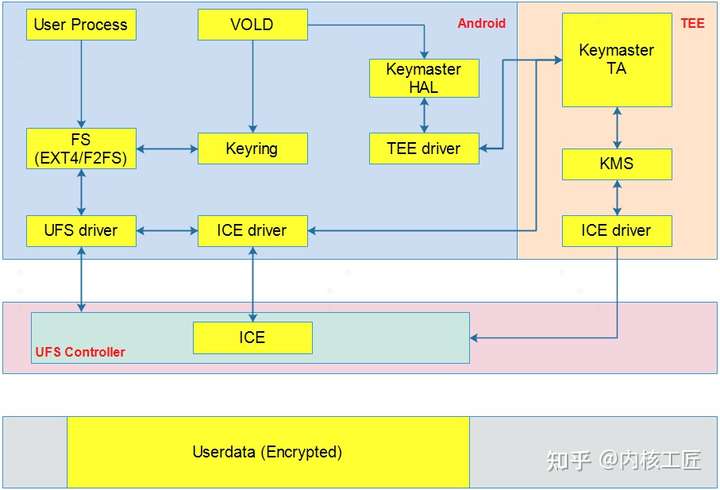 User Process
VOLD
Android
TEE
Keymaster
HAL
Keymaster
TA
FS
(EXT4/F2FS)
Keyring
TEE driver
KMS
UFS driver
ICE driver
ICE driver
ICE
UFS Controller
Userdata (Encrypted)
知乎 @内核工匠